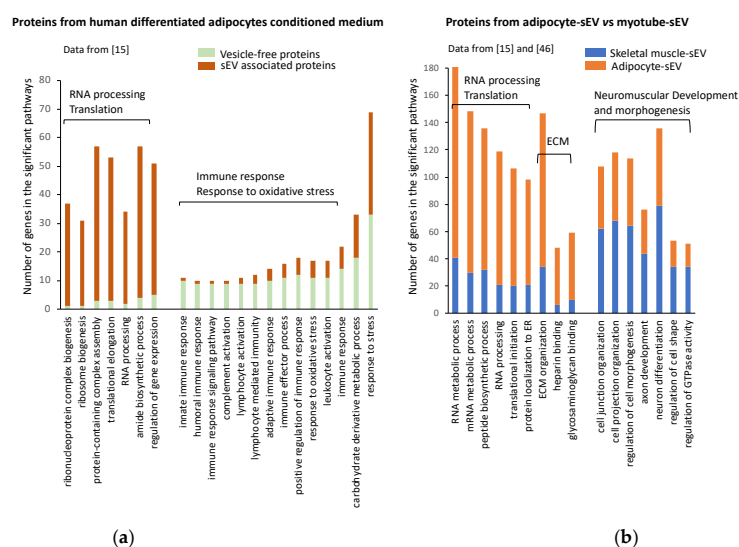 Proteins from human differentiated adipocytes conditioned medium
Data from [15]
Vesicle-free proteins
sEV associated proteins
Number of genes in the significant pathways
80
70
60
50
40
30
20
10
0
RNA processing
Translation
Immune response
Response to oxidative stress
ribonucleoprotein complex biogenesis
ribosome biogenesis
protein-containing complex assembly
translational elongation
RNA processing
amide biosynthetic process
regulation of gene expression
innate immune response
humoral immune response
immune response signaling pathway
complement activation
lymphocyte activation
lymphocyte mediated immunity
adaptive immune response
immune effector process
positive regulation of immune response
response to oxidative stress
leukocyte activation
immune response
carbohydrate derivative metabolic process
response to stress
(a)
Proteins from adipocyte-sEV vs myotube-sEV
Data from [15] and [46]
Skeletal muscle-sEV
Adipocyte-sEV
Number of genes in the significant pathways
180
160
140
120
100
80
60
40
20
0
RNA processing
Translation
ECM
Neuromuscular Development
and morphogenesis
RNA metabolic process
mRNA metabolic process
peptide biosynthetic process
RNA processing
translational initiation
protein localization to ER
ECM organization
heparin binding
glycosaminoglycan binding
cell junction organization
cell projection organization
regulation of cell morphogenesis
axon development
neuron differentiation
regulation of cell shape
regulation of GTPase activity
(b)